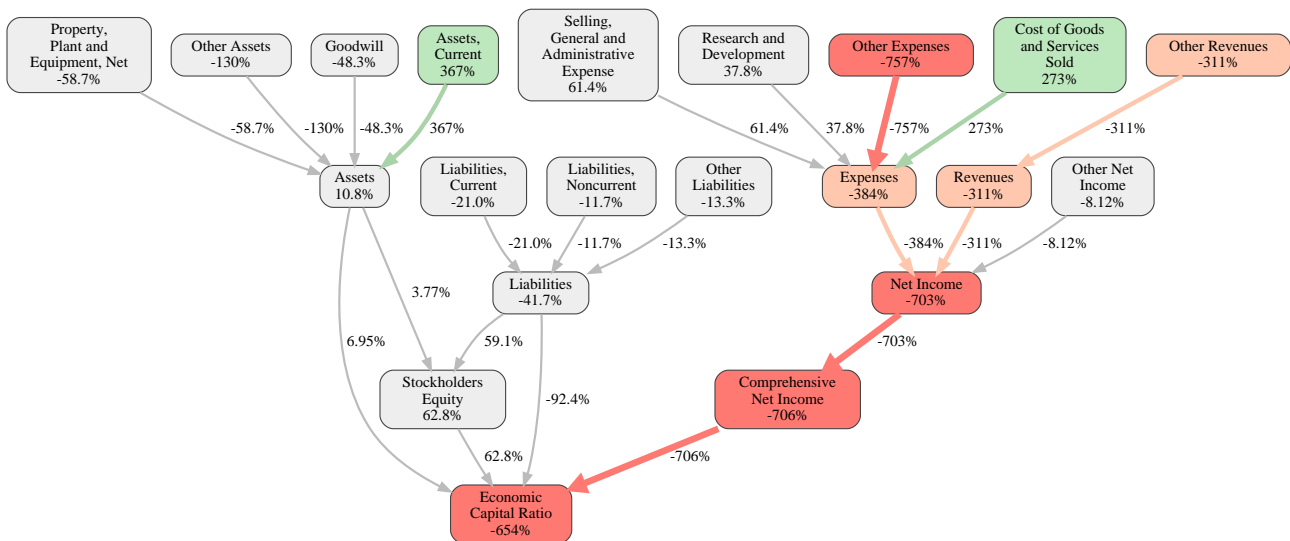 Property,
Plant and
Equipment, Net
-58.7%
Other Assets
-130%
Goodwill
-48.3%
Assets,
Current
367%
Selling,
General and
Administrative
Expense
61.4%
Research and
Development
37.8%
Other Expenses
-757%
Cost of Goods
and Services
Sold
273%
Other Revenues
-311%
-58.7%
-130%
-48.3%
367%
61.4%
37.8%
-757%
273%
-311%
Assets
10.8%
Liabilities,
Current
-21.0%
Liabilities,
Noncurrent
-11.7%
Other
Liabilities
-13.3%
Expenses
-384%
Revenues
-311%
Other Net
Income
-8.12%
-21.0%
-11.7%
-13.3%
-384%
-311%
-8.12%
Liabilities
-41.7%
Net Income
-703%
3.77%
6.95%
59.1%
-92.4%
-703%
Stockholders
Equity
62.8%
Comprehensive
Net Income
-706%
62.8%
-706%
Economic
Capital Ratio
-654%